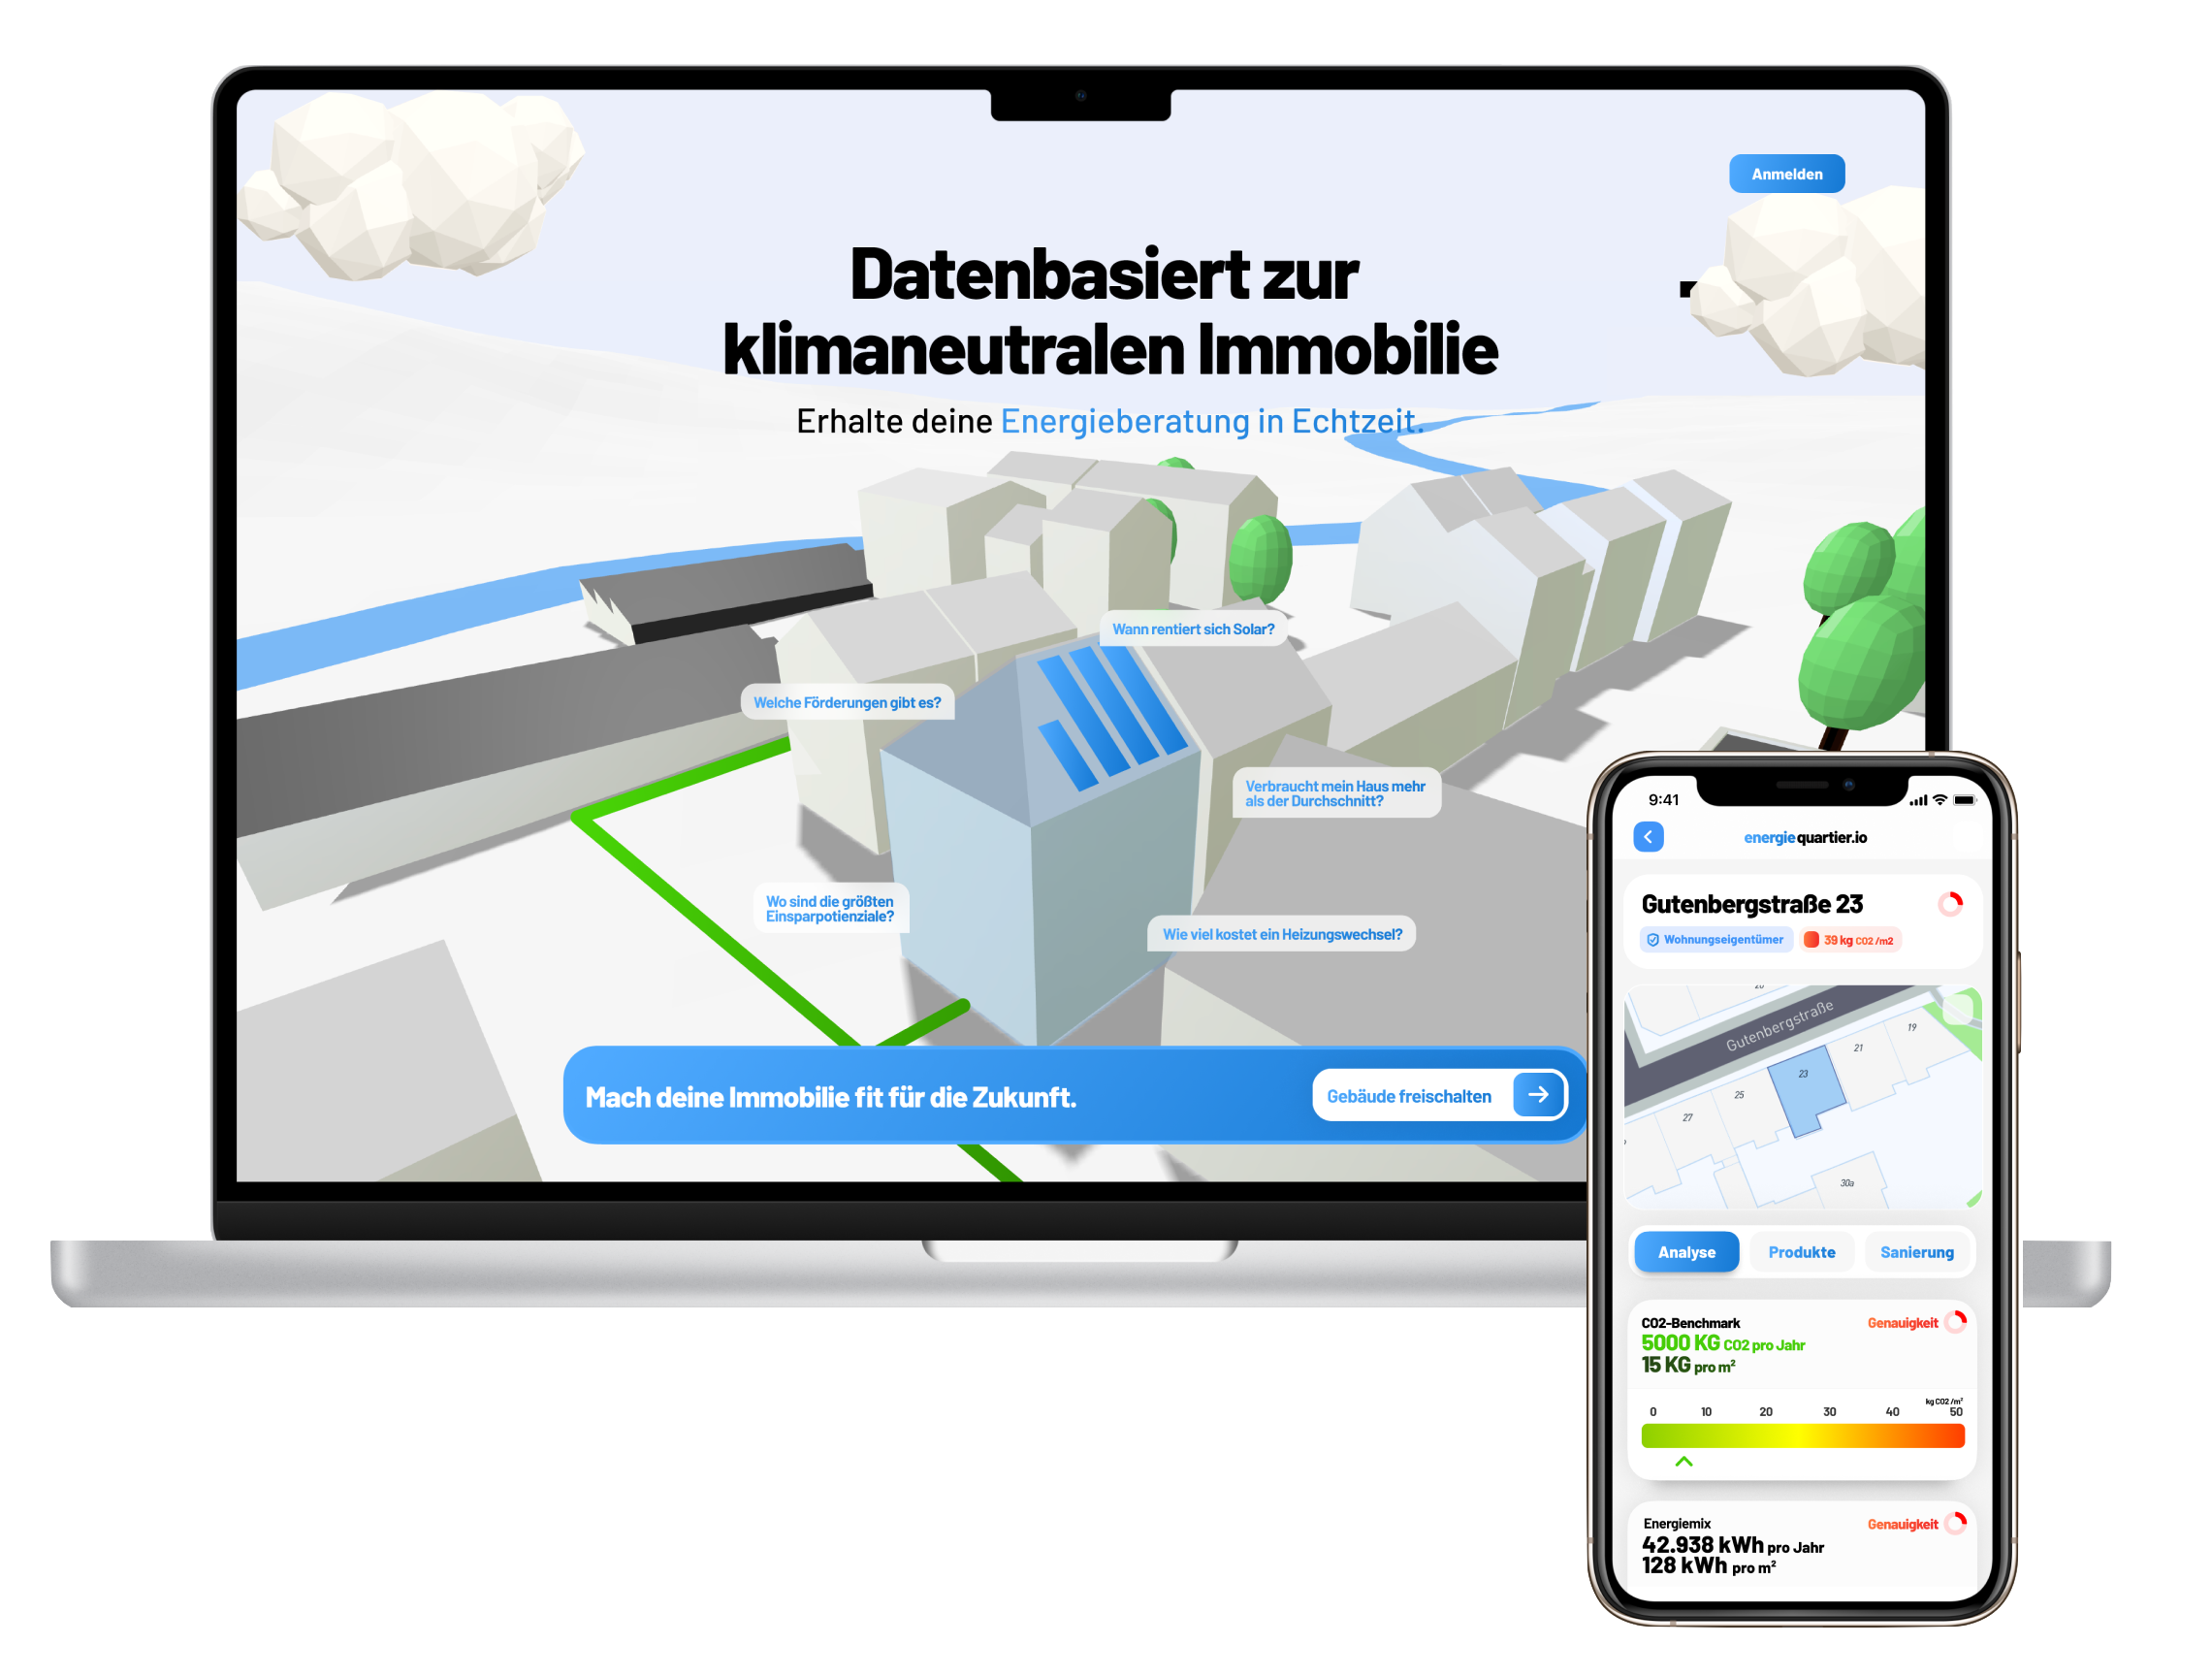 Anmelden
Datenbasiert zur
klimaneutralen Immobilie
Erhalte deine Energieberatung in Echtzeit.
Wann rentiert sich Solar?
Welche Förderungen gibt es?
Verbraucht mein Haus mehr
als der Durchschnitt?
Wo sind die größten
Einsparpotenziale?
Wie viel kostet ein Heizungswechsel?
Mach deine Immobilie fit für die Zukunft.
Gebäude freischalten
9:41
energiequartier.io
Gutenbergstraße 23
Wohnungseigentümer
39 kg CO2 /m2
Gutenbergstraße
19
21
23
25
27
30a
Analyse
Produkte
Sanierung
CO2-Benchmark
Genauigkeit
5000 KG CO2 pro Jahr
15 KG pro m²
kg CO2 /m²
0 10 20 30 40 50
Energiemix
Genauigkeit
42.938 kWh pro Jahr
128 kWh pro m²